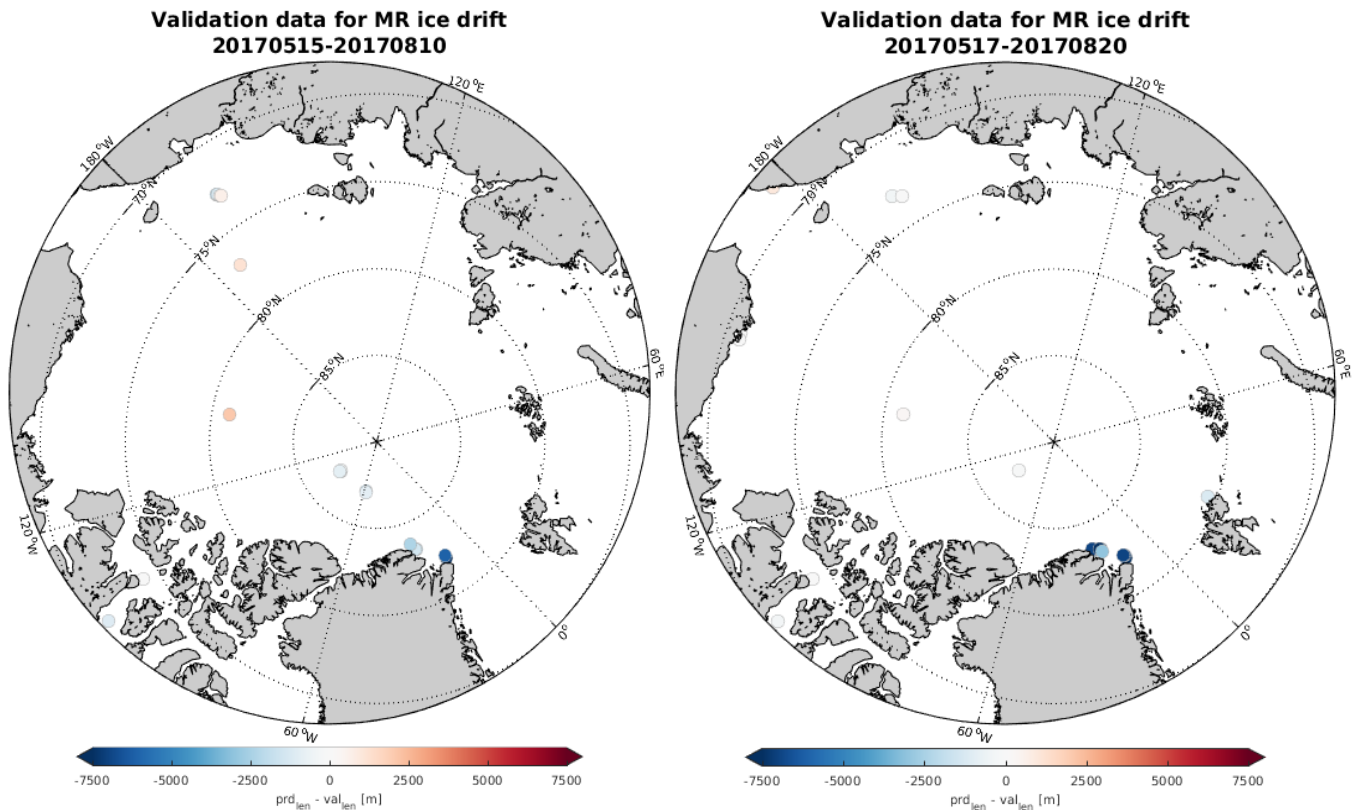 Validation data for MR ice drift
20170515-20170810
120 °E
180 °W
70 °N
75 °N
80 °N
85 °N
60 °E
120 °W
0 °
60 °W
-7500 -5000 -2500 0 2500 5000 7500
prd_len - val_len [m]
Validation data for MR ice drift
20170517-20170820
120 °E
180 °W
70 °N
75 °N
80 °N
85 °N
60 °E
120 °W
0 °
60 °W
-7500 -5000 -2500 0 2500 5000 7500
prd_len - val_len [m]